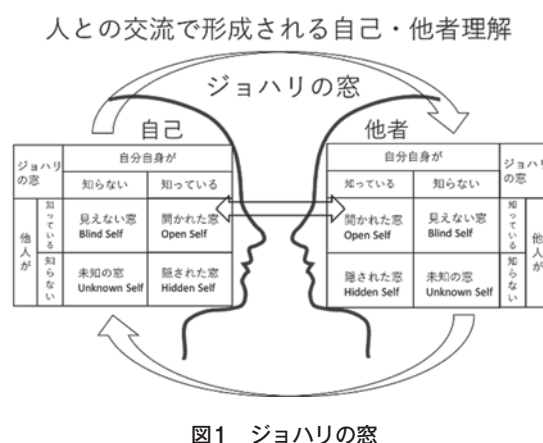 人との交流で形成される自己・他者理解
ジョハリの窓
自己
他者
ジョハリの窓
自分自身が
知らない
知っている
他人が
知っている
見えない窓
Blind Self
開かれた窓
Open Self
知らない
未知の窓
Unknown Self
隠された窓
Hidden Self
自分自身が
ジョハリの窓
知っている
知らない
開かれた窓
Open Self
見えない窓
Blind Self
知っている
他人が
隠された窓
Hidden Self
未知の窓
Unknown Self
知らない
図1 ジョハリの窓